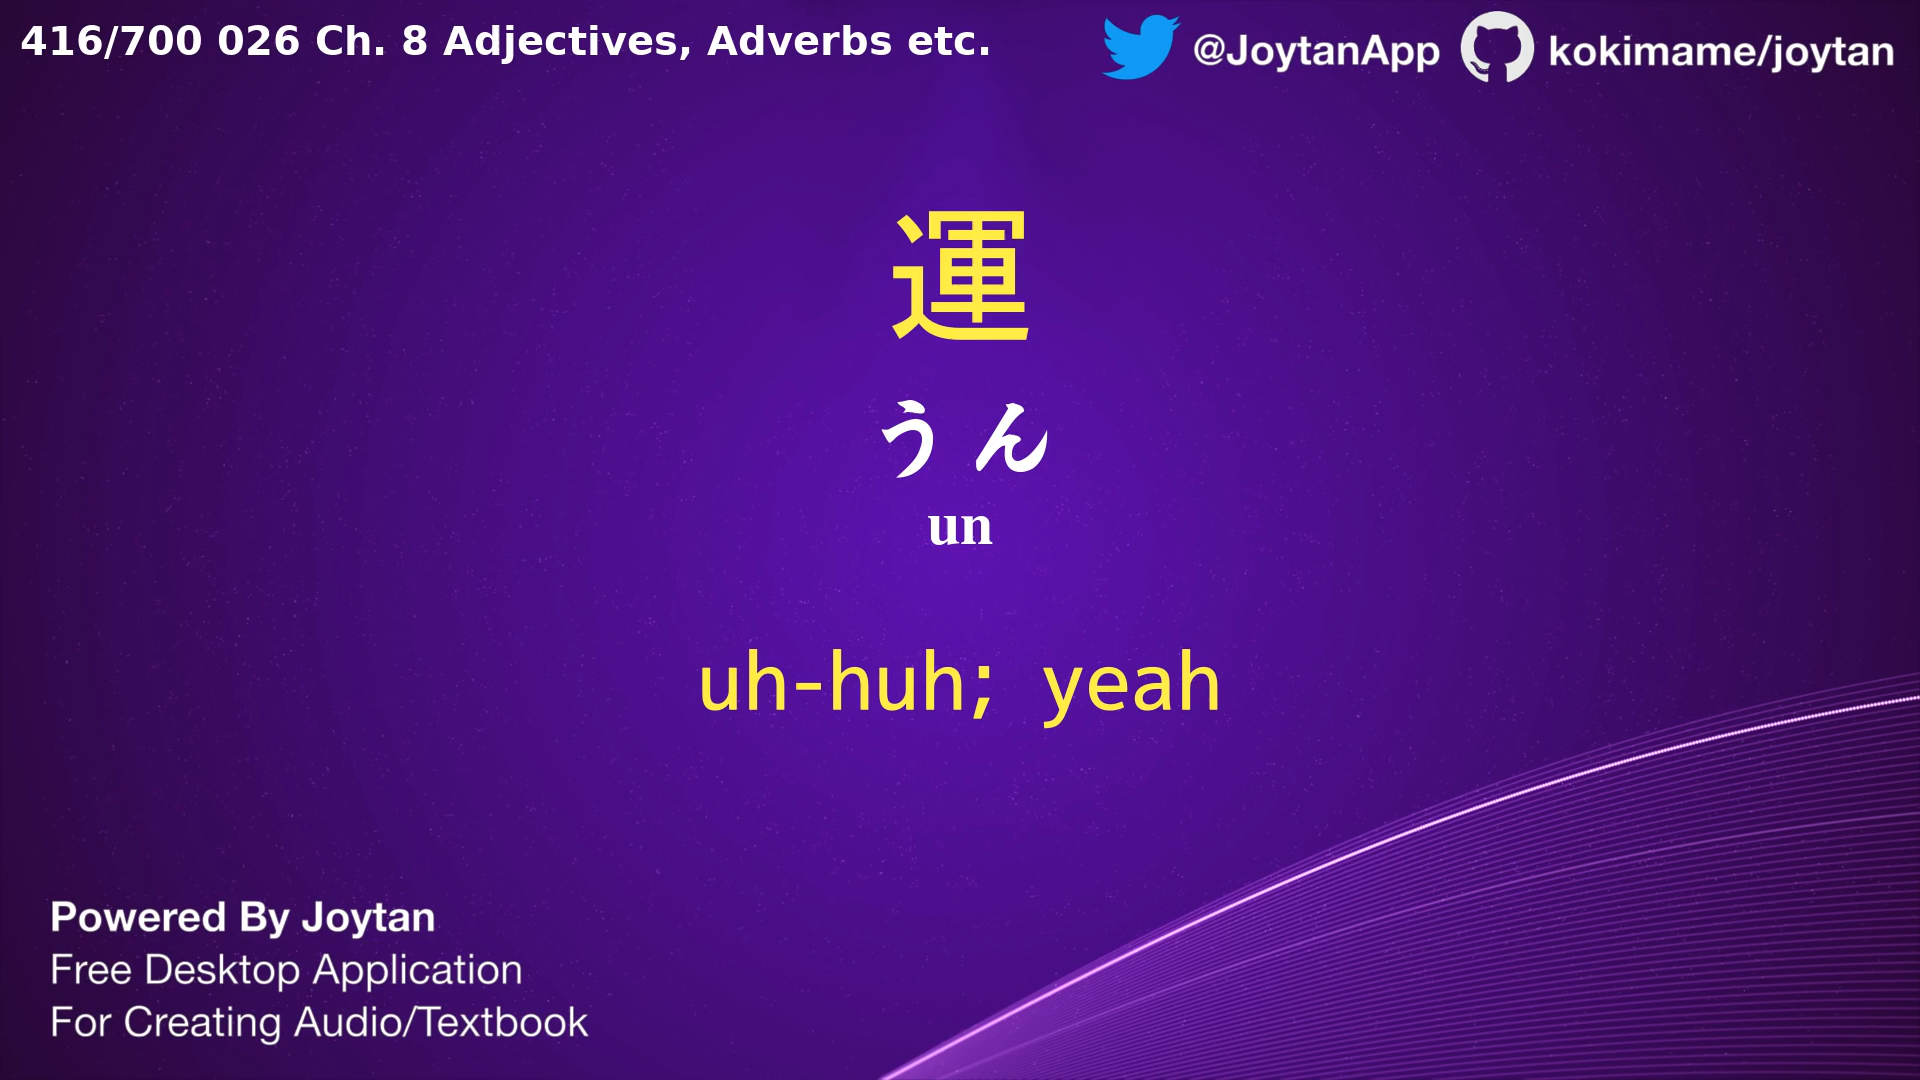 416/700 026 Ch. 8 Adjectives, Adverbs etc.
@JoytanApp
kokimame/joytan
運
うん
un
uh-huh; yeah
Powered By Joytan
Free Desktop Application
For Creating Audio/Textbook